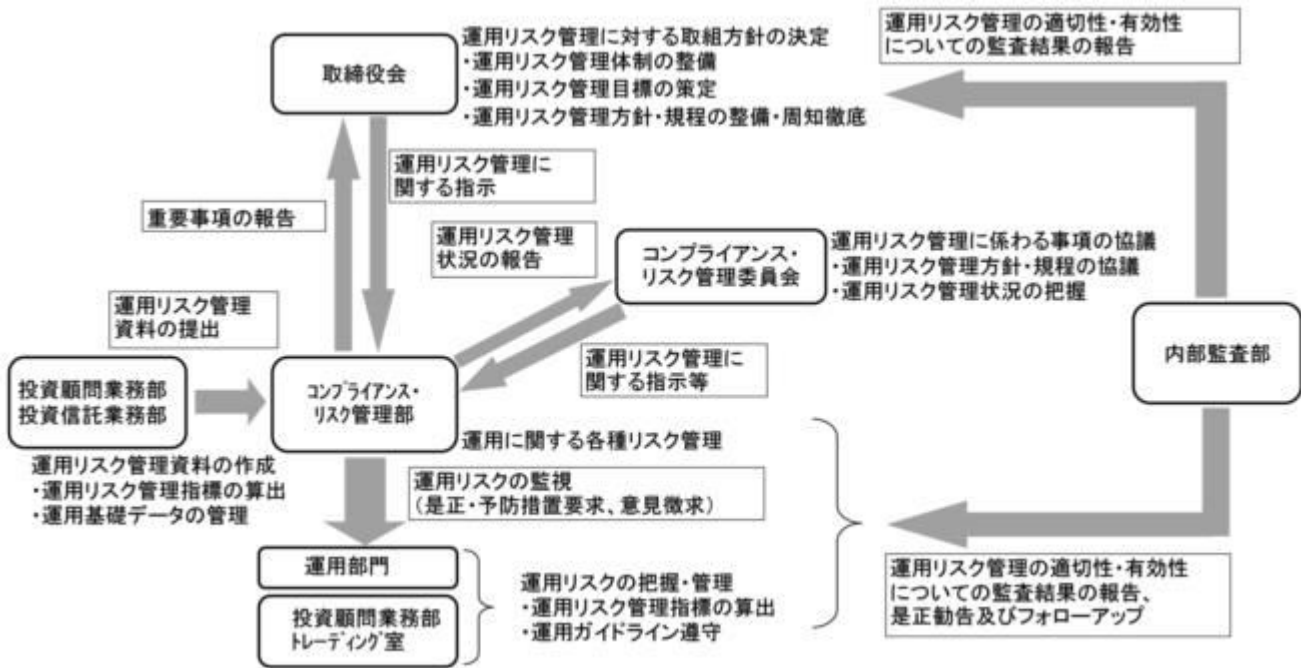 運用リスク管理に対する取組方針の決定
・運用リスク管理体制の整備
・運用リスク管理目標の策定
・運用リスク管理方針・規程の整備・周知徹底
取締役会
運用リスク管理の適切性・有効性
についての監査結果の報告
運用リスク管理に
関する指示
重要事項の報告
運用リスク管理
状況の報告
コンプライアンス・
リスク管理委員会
運用リスク管理に係わる事項の協議
・運用リスク管理方針・規程の協議
・運用リスク管理状況の把握
運用リスク管理
資料の提出
運用リスク管理に
関する指示等
内部監査部
投資顧問業務部
投資信託業務部
コンプライアンス・
リスク管理部
運用に関する各種リスク管理
運用リスク管理資料の作成
・運用リスク管理指標の算出
・運用基礎データの管理
運用リスクの監視
(是正・予防措置要求、意見徴求)
運用部門
投資顧問業務部
トレーディング室
運用リスクの把握・管理
・運用リスク管理指標の算出
・運用ガイドライン遵守
運用リスク管理の適切性・有効性
についての監査結果の報告、
是正勧告及びフォローアップ